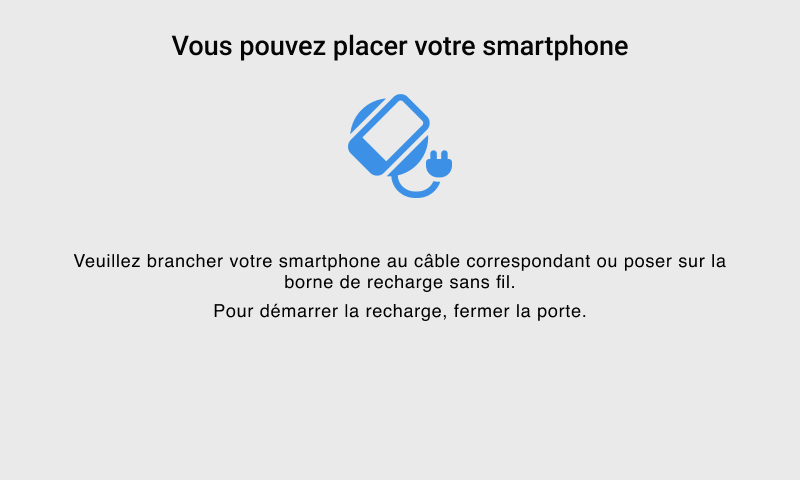 Vous pouvez placer votre smartphone
Veuillez brancher votre smartphone au câble correspondant ou poser sur la
borne de recharge sans fil.
Pour démarrer la recharge, fermer la porte.